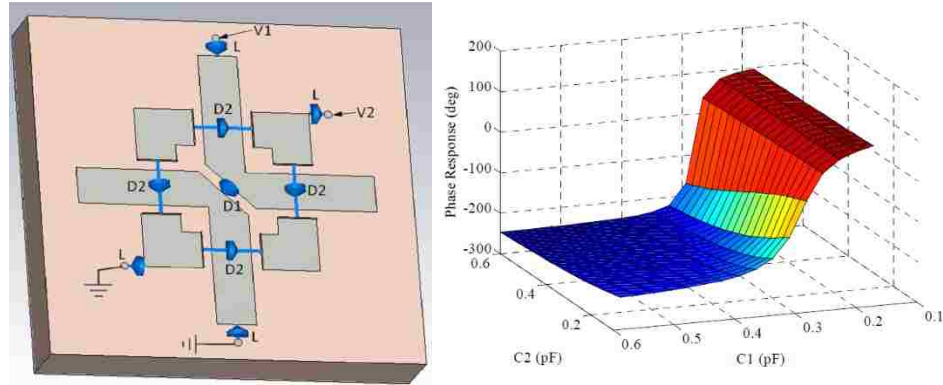 V1
L
L
D2
V2
D2
D2
D1
L
D2
L
200
100
0
-100
-200
-300
Phase Response (deg)
0.6
0.4
0.2
C2 (pF)
0.6
0.5
0.4
0.3
0.2
0.1
C1 (pF)